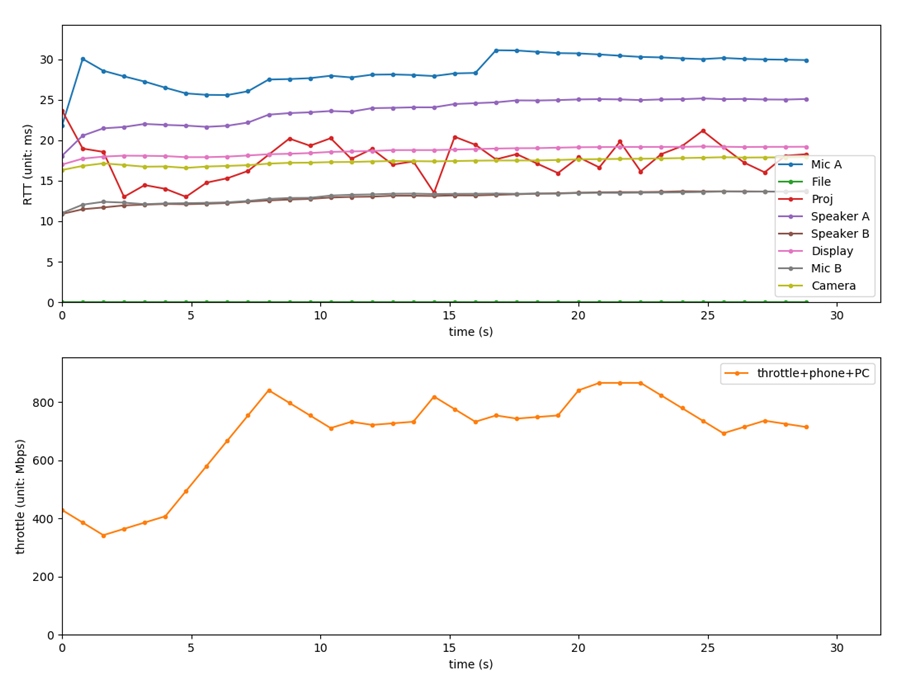 30
25
20
15
10
5
0
RTT (unit: ms)
Mic A
File
Proj
Speaker A
Speaker B
Display
Mic B
Camera
0 5 10 15 20 25 30
time (s)
throttle+phone+PC
800
600
400
200
0
throttle (unit: Mbps)
0 5 10 15 20 25 30
time (s)